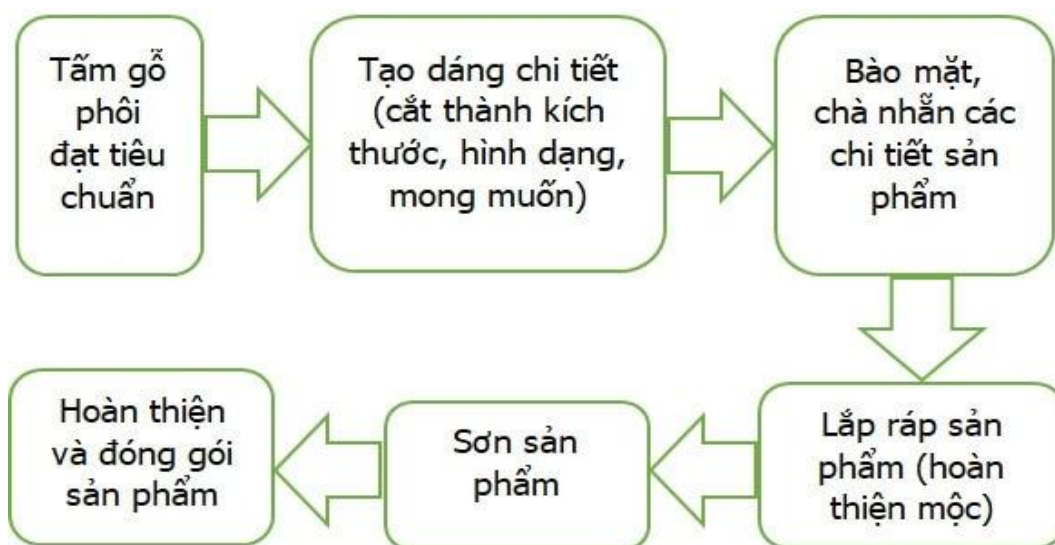 Tấm gỗ
phôi
đạt tiêu
chuẩn
Tạo dáng chi tiết
(cắt thành kích
thước, hình dạng,
mong muốn)
Bào mặt,
chà nhẵn các
chi tiết sản
phẩm
Lắp ráp sản
phẩm (hoàn
thiện mộc)
Sơn sản
phẩm
Hoàn thiện
và đóng gói
sản phẩm